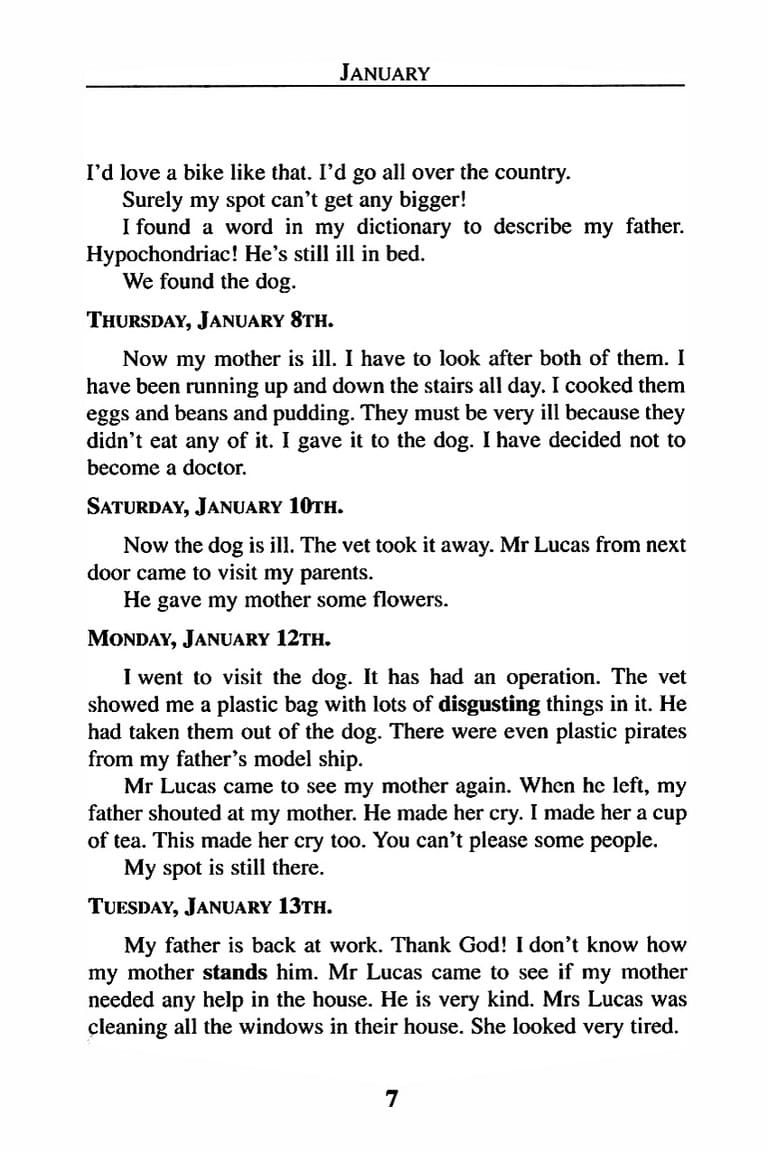 JANUARY
I'd love a bike like that. I'd go all over the country.
Surely my spot can't get any bigger!
I found a word in my dictionary to describe my father.
Hypochondriac! He's still ill in bed.
We found the dog.
THURSDAY, JANUARY 8TH.
Now my mother is ill. I have to look after both of them. I
have been running up and down the stairs all day. I cooked them
eggs and beans and pudding. They must be very ill because they
didn't eat any of it. I gave it to the dog. I have decided not to
become a doctor.
SATURDAY, JANUARY 10TH.
Now the dog is ill. The vet took it away. Mr Lucas from next
door came to visit my parents.
He gave my mother some flowers.
MONDAY, JANUARY 12TH.
I went to visit the dog. It has had an operation. The vet
showed me a plastic bag with lots of disgusting things in it. He
had taken them out of the dog. There were even plastic pirates
from my father's model ship.
Mr Lucas came to see my mother again. When he left, my
father shouted at my mother. He made her cry. I made her a cup
of tea. This made her cry too. You can't please some people.
My spot is still there.
TUESDAY, JANUARY 13TH.
My father is back at work. Thank God! I don't know how
my mother stands him. Mr Lucas came to see if my mother
needed any help in the house. He is very kind. Mrs Lucas was
cleaning all the windows in their house. She looked very tired.
7